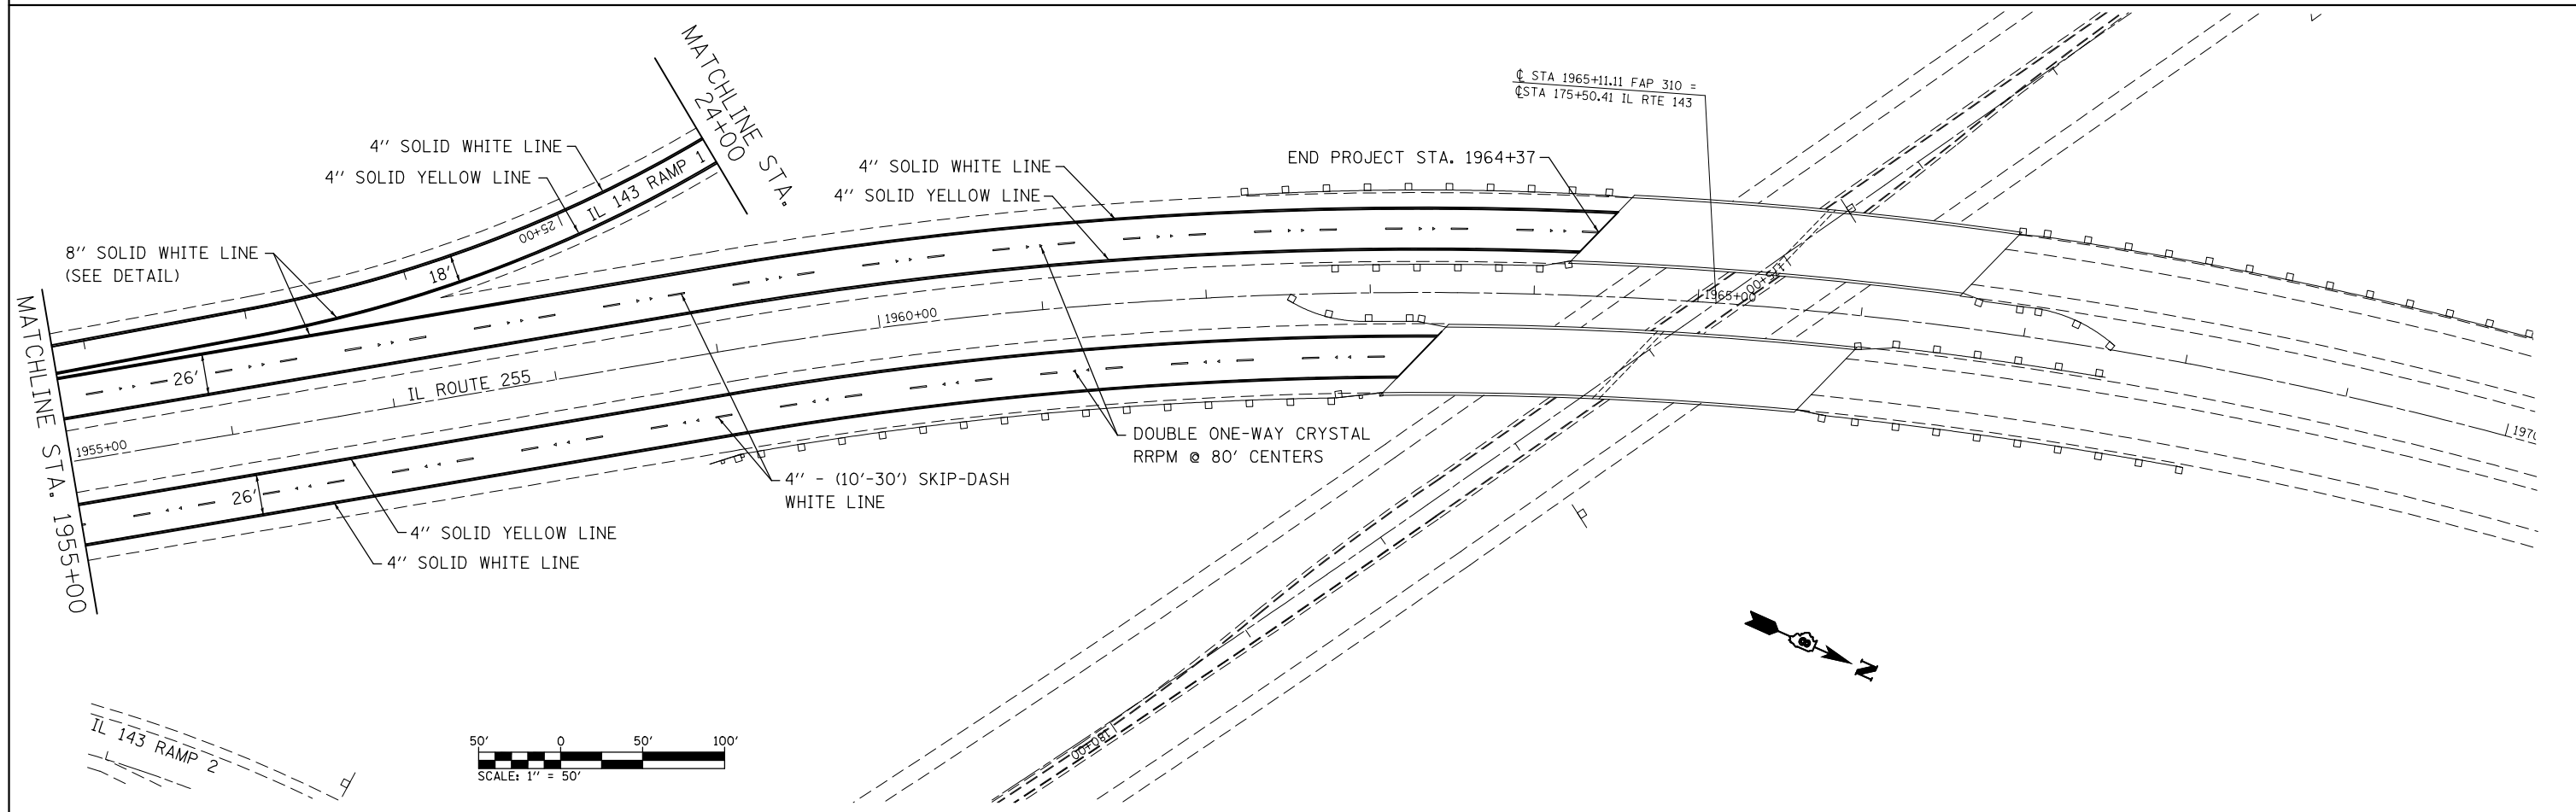 MATCHLINE STA.
24+00
₵ STA 1965+11.11 FAP 310 =
₵STA 175+50.41 IL RTE 143
4" SOLID WHITE LINE
4" SOLID YELLOW LINE
IL 143 RAMP 1
25+00
4" SOLID WHITE LINE
4" SOLID YELLOW LINE
END PROJECT STA. 1964+37
8" SOLID WHITE LINE
(SEE DETAIL)
18'
MATCHLINE STA. 1955+00
26'
IL ROUTE 255
1955+00
1960+00
1965+00
26'
4" SOLID YELLOW LINE
4" SOLID WHITE LINE
4" - (10'-30') SKIP-DASH
WHITE LINE
DOUBLE ONE-WAY CRYSTAL
RRPM @ 80' CENTERS
180+00
N
IL 143 RAMP 2
50' 0 50' 100'
SCALE: 1" = 50'